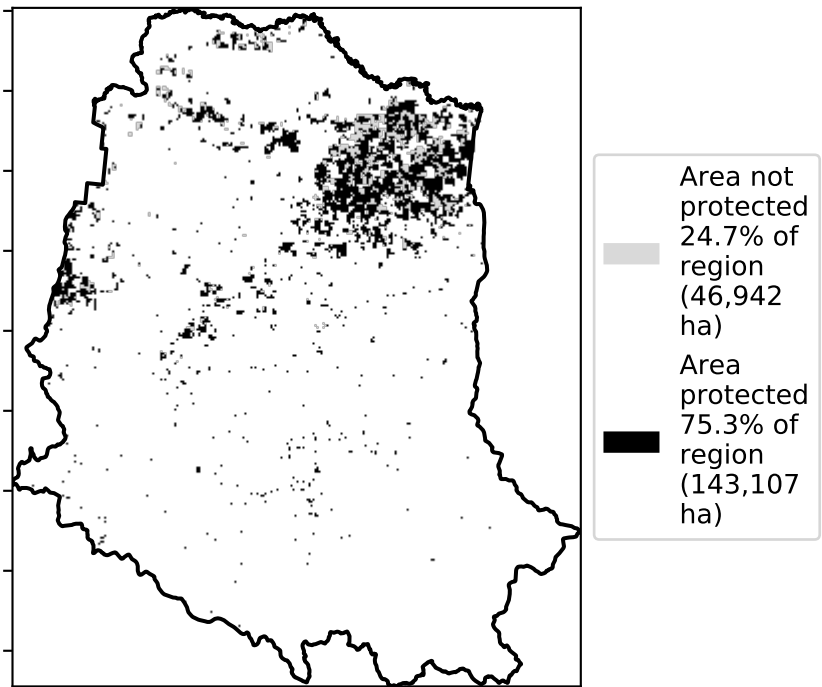 Area not
protected
24.7% of
region
(46,942
ha)
Area
protected
75.3% of
region
(143,107
ha)